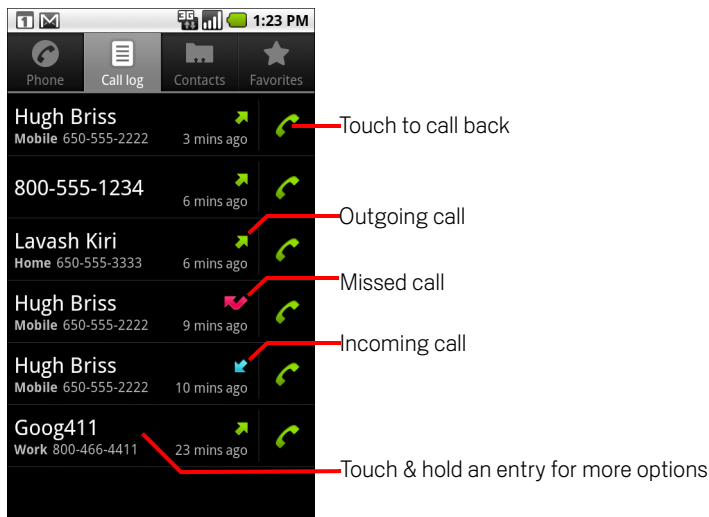 1 3G 1:23 PM
Phone Call log Contacts Favorites
Hugh Briss
Mobile 650-555-2222 3 mins ago
Touch to call back
800-555-1234
6 mins ago
Outgoing call
Lavash Kiri
Home 650-555-3333 6 mins ago
Missed call
Hugh Briss
Mobile 650-555-2222 9 mins ago
Incoming call
Hugh Briss
Mobile 650-555-2222 10 mins ago
Goog411
Work 800-466-4411 23 mins ago
Touch & hold an entry for more options